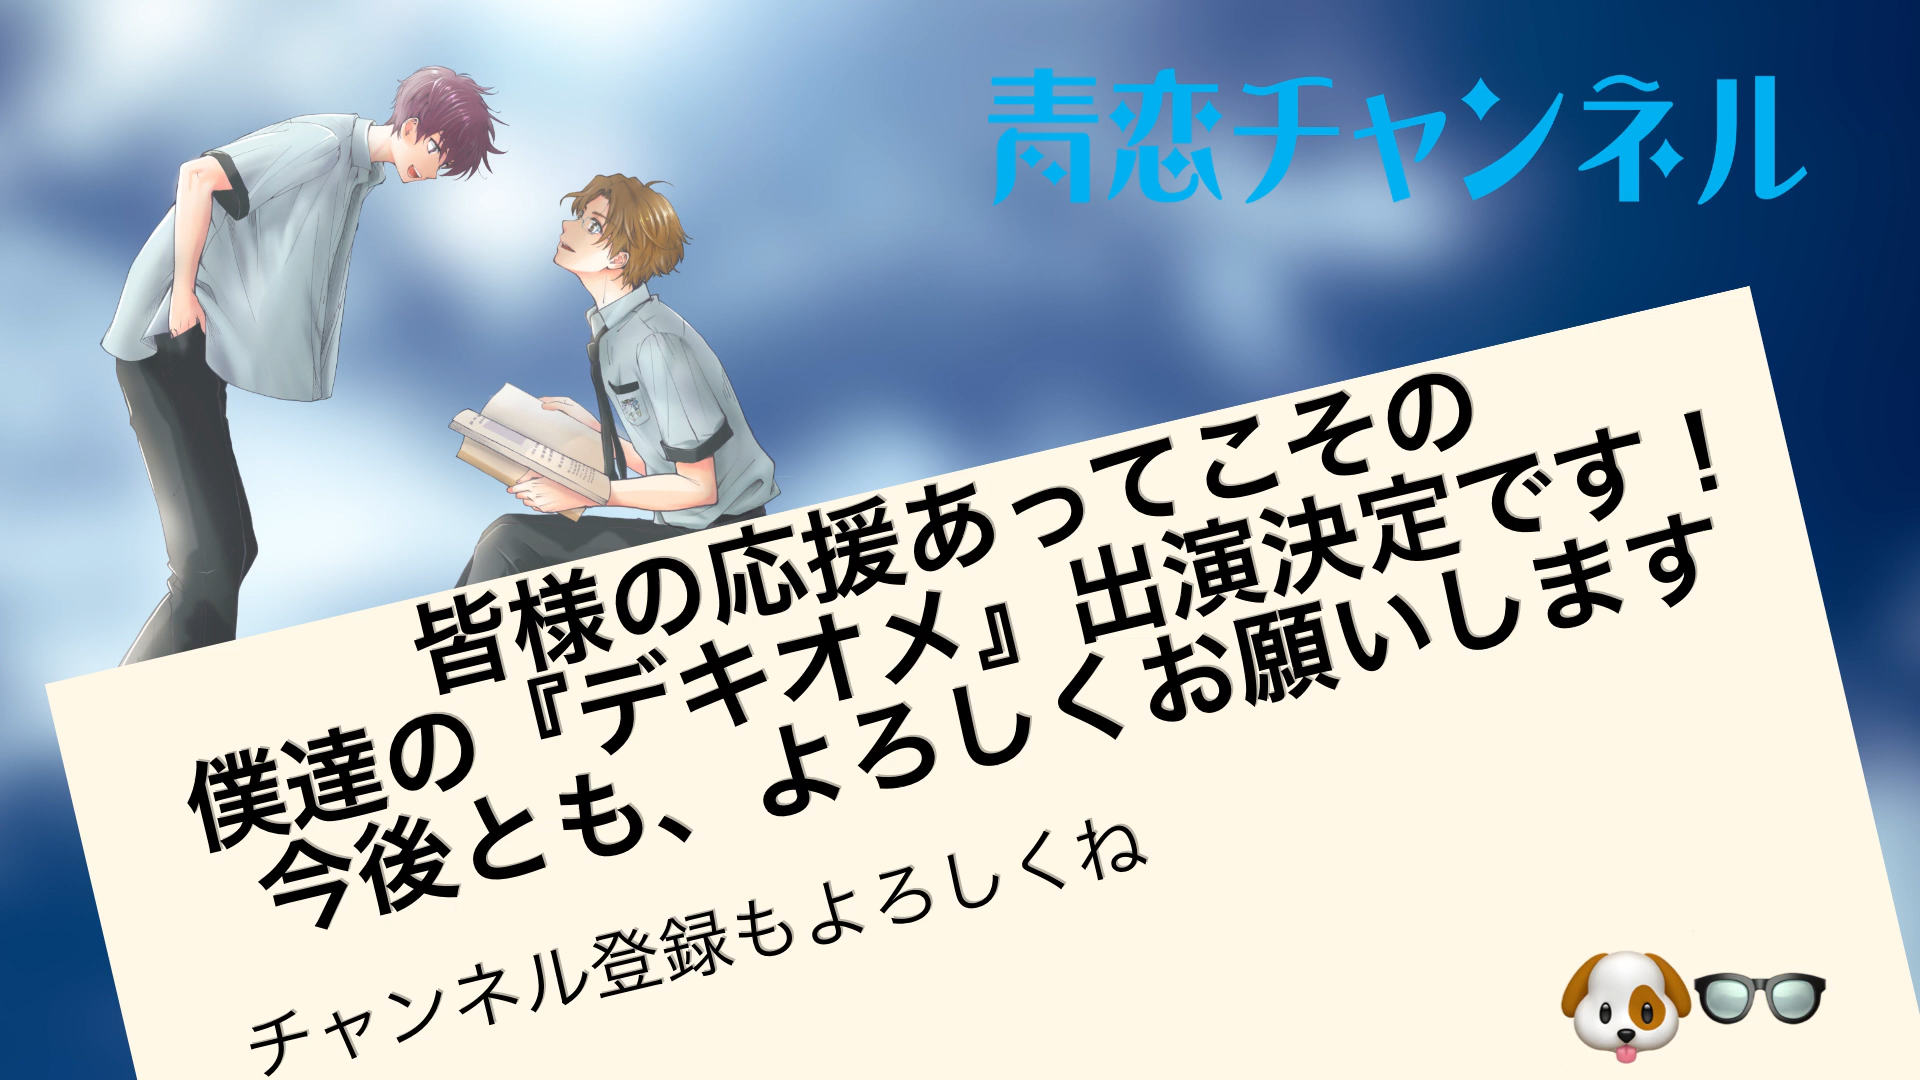 青恋チャンネル
皆様の応援あってこその
僕達の『デキオメ』出演決定です！
今後とも、よろしくお願いします
チャンネル登録もよろしくね